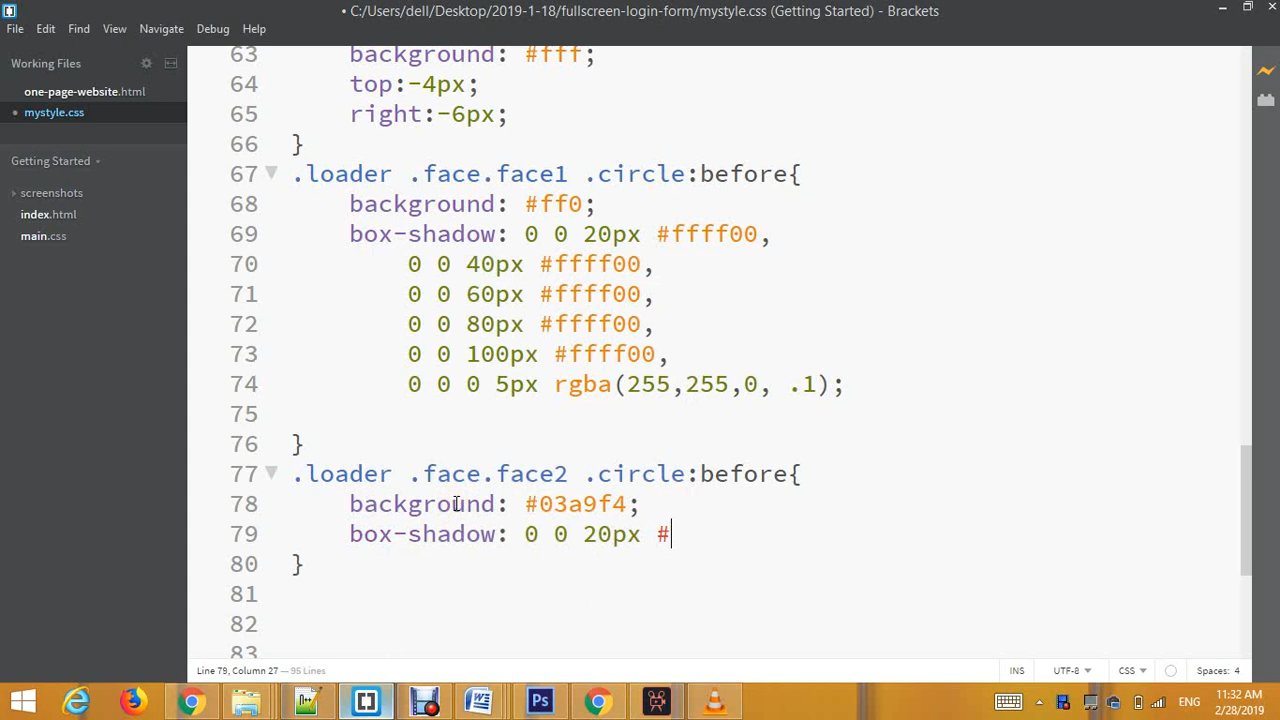 • C:/Users/dell/Desktop/2019-1-18/fullscreen-login-form/mystyle.css (Getting Started) - Brackets
File Edit Find View Navigate Debug Help
Working Files
one-page-website.html
• mystyle.css
Getting Started
screenshots
index.html
main.css
63 background: #fff;
64 top:-4px;
65 right:-6px;
66 }
67 .loader .face.face1 .circle:before{
68 background: #ff0;
69 box-shadow: 0 0 20px #ffff00,
70 0 0 40px #ffff00,
71 0 0 60px #ffff00,
72 0 0 80px #ffff00,
73 0 0 100px #ffff00,
74 0 0 0 5px rgba(255,255,0, .1);
75
76 }
77 .loader .face.face2 .circle:before{
78 background: #03a9f4;
79 box-shadow: 0 0 20px #
80 }
81
82
83
Line 79, Column 27 — 95 Lines
INS UTF-8 CSS Spaces: 4
ENG
11:32 AM
2/28/2019